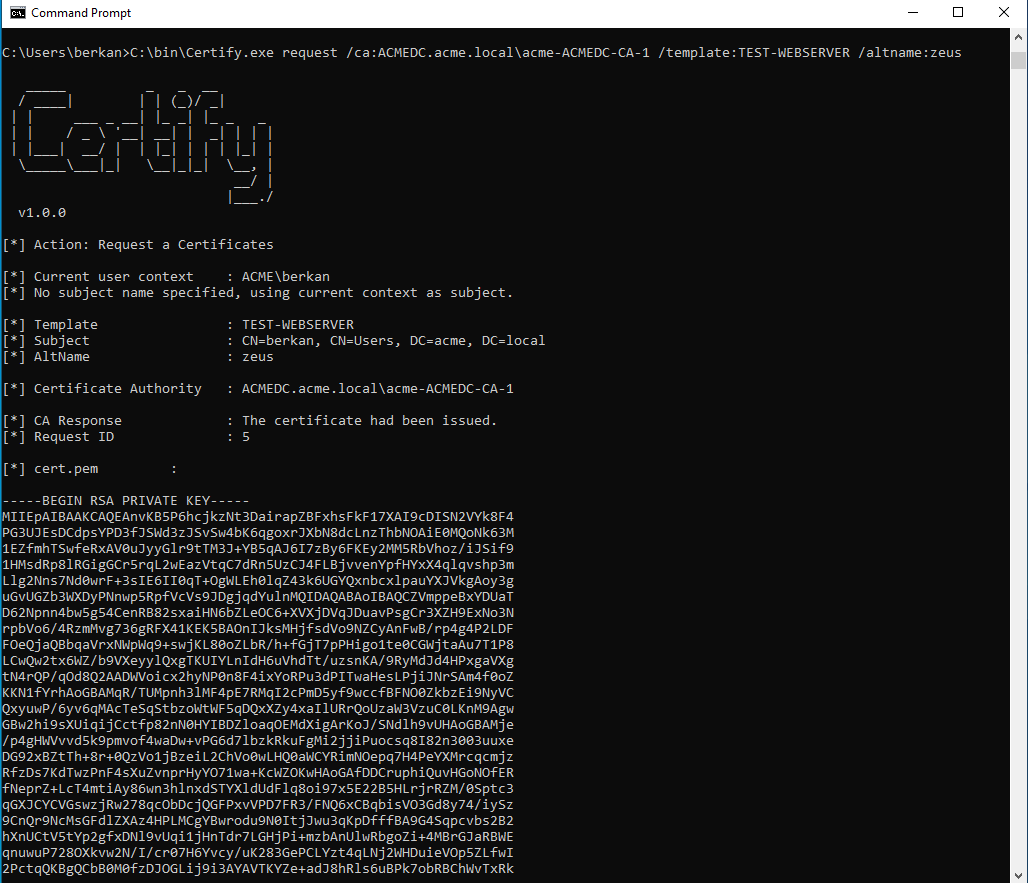 Command Prompt
C:\Users\berkan>C:\bin\Certify.exe request /ca:ACMEDC.acme.local\acme-ACMEDC-CA-1 /template:TEST-WEBSERVER /altname:zeus
Certify
v1.0.0
[*] Action: Request a Certificates
[*] Current user context    : ACME\berkan
[*] No subject name specified, using current context as subject.
[*] Template                : TEST-WEBSERVER
[*] Subject                 : CN=berkan, CN=Users, DC=acme, DC=local
[*] AltName                 : zeus
[*] Certificate Authority   : ACMEDC.acme.local\acme-ACMEDC-CA-1
[*] CA Response             : The certificate had been issued.
[*] Request ID              : 5
[*] cert.pem         :
-----BEGIN RSA PRIVATE KEY-----
MIIEpAIBAAKCAQEAnvKB5P6hcjkzNt3DairapZBFxhsFkF17XAI9cDISN2VYk8F4
PG3UJEsDCdpsYPD3fJSWd3zJSvSw4bK6qgoxrJXbN8dcLnzThbNOAiE0MQoNk63M
1EZfmhTSwfeRxAV0uJyyGlr9tTM3J+YB5qAJ6I7zBy6FKEy2MM5RbVhoz/iJSif9
1HMsdRp8lRGigGCr5rqL2wEazVtqC7dRn5UzCJ4FLBjvvenYpfHYxX4qlqvshp3m
Llg2Nns7Nd0wrF+3sIE6II0qT+OgWLEh0lqZ43k6UGYQxnbcxlpauYXJVkgAoy3g
uGvUGZb3WXDyPNnwp5RpfVcVs9JDgjqdYulnMQIDAQABAoIBAQCZVmppeBxYDUaT
D62Npnn4bw5g54CenRB82sxaiHN6bZLeOC6+XVXjDVqJDuavPsgCr3XZH9ExNo3N
rpbVo6/4RzmMvg736gRFX41KEK5BAOnIJksMHjfsdVo9NZCyAnFwB/rp4g4P2LDF
FOeQjaQBbqaVrxNWpWq9+swjKL80oZLbR/h+fGjT7pPHigo1te0CGWjtaAu7T1P8
LCwQw2tx6WZ/b9VXeyylQxgTKUIYLnIdH6uVhdTt/uzsnKA/9RyMdJd4HPxgaVXg
tN4rQP/qOd8Q2AADWVoicx2hyNP0n8F4ixYoRPu3dPITwaHesLPjiJNrSAm4f0oZ
KKN1fYrhAoGBAMqR/TUMpnh3lMF4pE7RMqI2cPmD5yf9wccfBFNO0ZkbzEi9NyVC
QxyuwP/6yv6qMAcTeSqStbzoWtWF5qDQxXZy4xaIlURrQoUzaW3VzuC0LKnM9Agw
GBw2hi9sXUiqijCctfp82nN0HYIBDZloaqOEMdXigArKoJ/SNdlh9vUHAoGBAMje
/p4gHWVvvd5k9pmvof4waDw+vPG6d7lbzkRkuFgMi2jjiPuocsq8I82n3003uuxe
DG92xBZtTh+8r+0QzVo1jBzeiL2ChVo0wLHQ0aWCYRimNOepq7H4PeYXMrcqcmjz
RfzDs7KdTwzPnF4sXuZvnprHyYO71wa+KcWZOKwHAoGAfDDCruphiQuvHGoNOfER
fNeprZ+LcT4mtiAy86wn3hlnxdSTYXldUdFlq8oi97x5E22B5HLrjrRZM/0Sptc3
qGXJCYCVGswzjRw278qcObDcjQGFPxvVPD7FR3/FNQ6xCBqbisVO3Gd8y74/iySz
9CnQr9NcMsGFdlZXAz4HPLMCgYBwrodu9N0ItjJwu3qKpDfffBA9G4Sqpcvbs2B2
hXnUCtV5tYp2gfxDNl9vUqi1jHnTdr7LGHjPi+mzbAnUlwRbgoZi+4MBrGJaRBWE
qnuwuP728OXkvw2N/I/cr07H6Yvcy/uK283GePCLYzt4qLNj2WHDuieVOp5ZLfwI
2PctqQKBgQCbB0M0fzDJOGLij9i3AYAVTKYZe+adJ8hRls6uBPk7obRBChWvTxRk